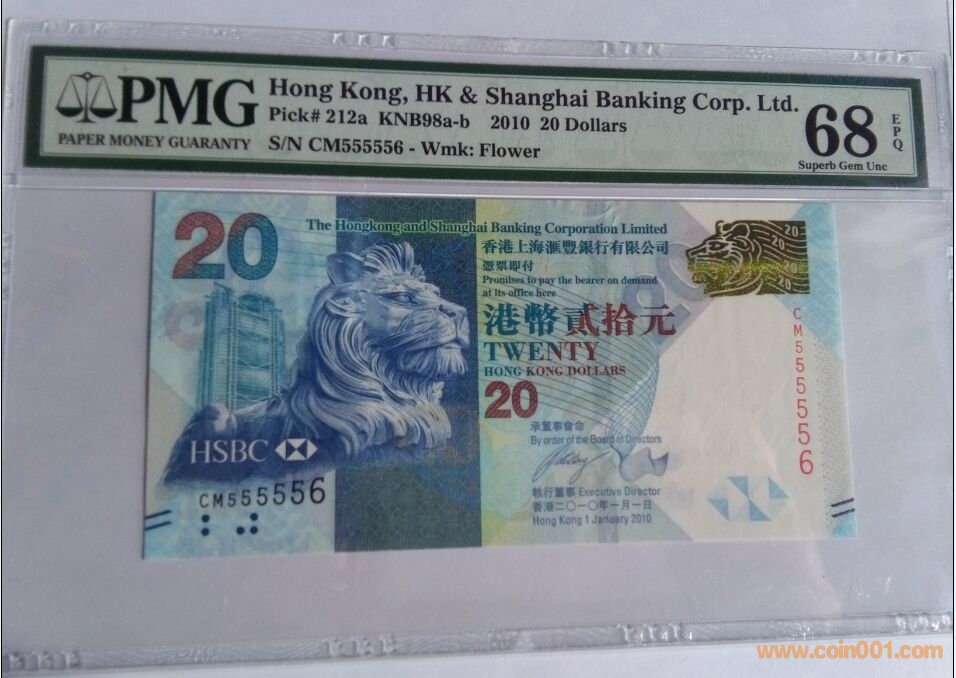 PMG
PAPER MONEY GUARANTY
Hong Kong, HK & Shanghai Banking Corp. Ltd.
Pick# 212a KNB98a-b 2010 20 Dollars
S/N CM555556 - Wmk: Flower
68
EPQ
Superb Gem Unc
20
The Hongkong and Shanghai Banking Corporation Limited
香港上海滙豐銀行有限公司
憑票即付
Promises to pay the bearer on demand
at its office here
港幣貳拾元
TWENTY
HONG KONG DOLLARS
20
承董事會命
By order of the Board of Directors
執行董事 Executive Director
香港二〇一〇年一月一日
Hong Kong 1 January 2010
HSBC
CM555556
20
20
20
20
CM555556
www.coin001.com